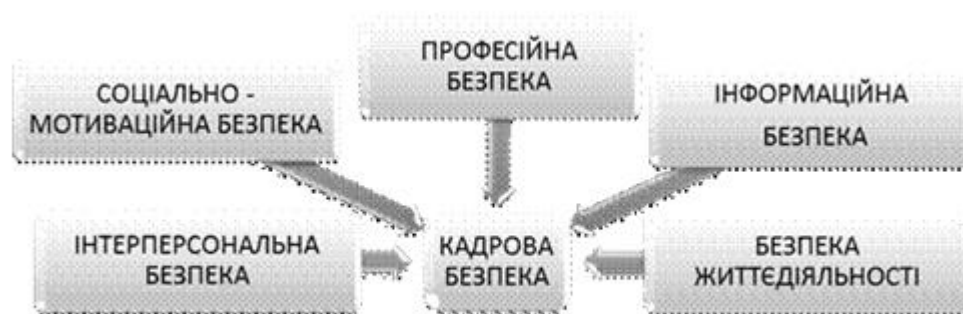 ПРОФЕСІЙНА
БЕЗПЕКА
СОЦІАЛЬНО -
МОТИВАЦІЙНА БЕЗПЕКА
ІНФОРМАЦІЙНА
БЕЗПЕКА
ІНТЕРПЕРСОНАЛЬНА
БЕЗПЕКА
КАДРОВА
БЕЗПЕКА
БЕЗПЕКА
ЖИТТЄДІЯЛЬНОСТІ